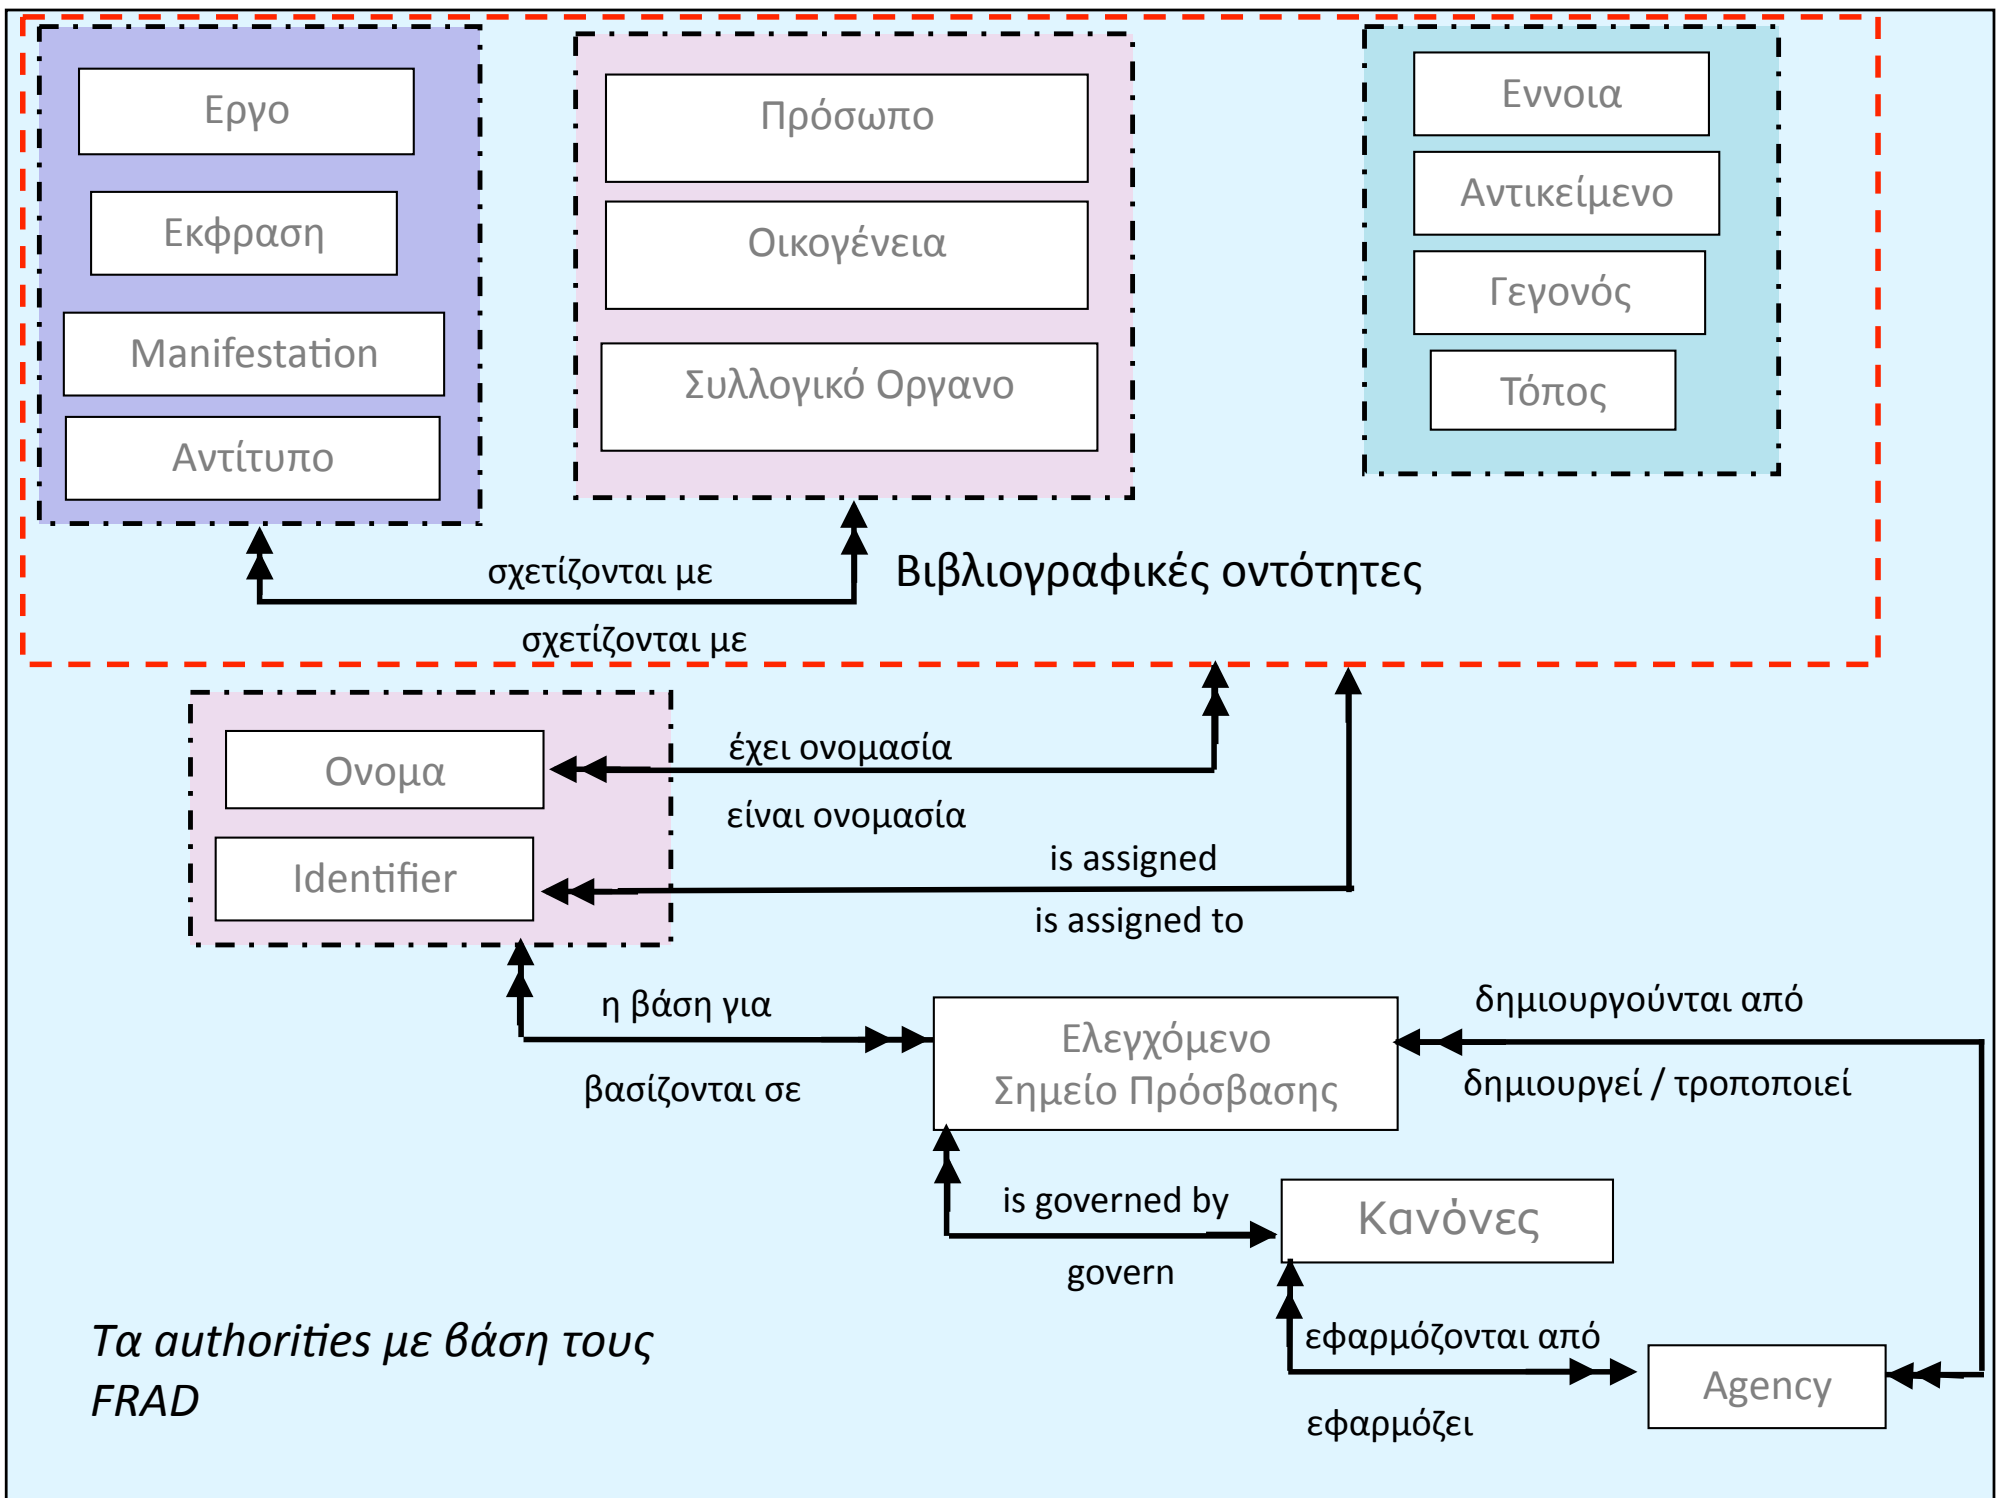 Εργο
Εκφραση
Manifestation
Αντίτυπο
Πρόσωπο
Οικογένεια
Συλλογικό Οργανο
Εννοια
Αντικείμενο
Γεγονός
Τόπος
σχετίζονται με
σχετίζονται με
Βιβλιογραφικές οντότητες
Ονομα
Identifier
έχει ονομασία
είναι ονομασία
is assigned
is assigned to
η βάση για
βασίζονται σε
Ελεγχόμενο
Σημείο Πρόσβασης
δημιουργούνται από
δημιουργεί / τροποποιεί
is governed by
govern
Κανόνες
εφαρμόζονται από
εφαρμόζει
Agency
Τα authorities με βάση τους
FRAD